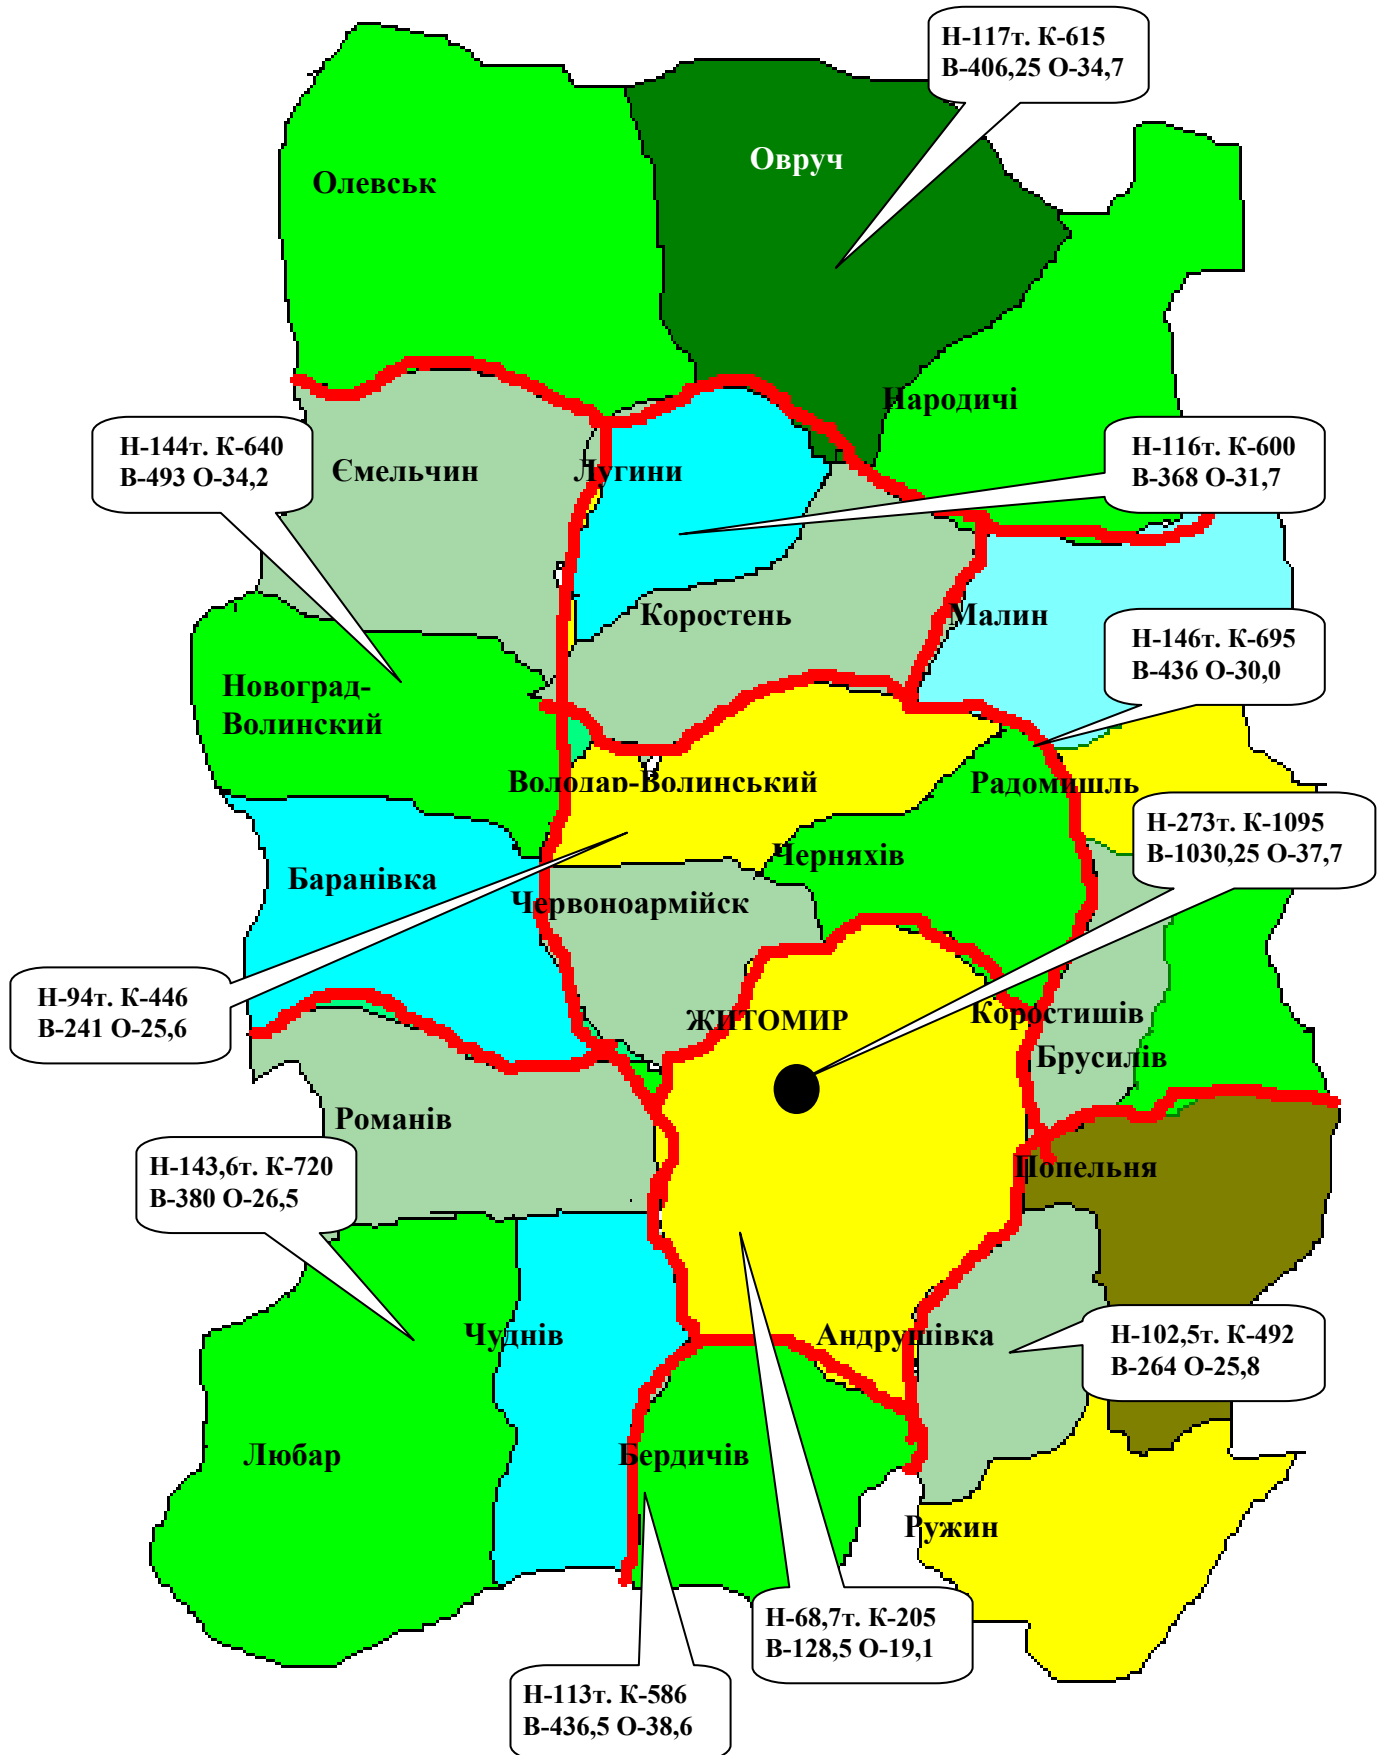 Н-117т. К-615
В-406,25 О-34,7
Овруч
Олевськ
Народичі
Н-144т. К-640
В-493 О-34,2
Ємельчин
Лугини
Н-116т. К-600
В-368 О-31,7
Коростень
Малин
Н-146т. К-695
В-436 О-30,0
Новоград-
Волинский
Володар-Волинський
Радомишль
Н-273т. К-1095
В-1030,25 О-37,7
Черняхів
Баранівка
Червоноармійск
Н-94т. К-446
В-241 О-25,6
ЖИТОМИР
Коростишів
Брусилів
Романів
Н-143,6т. К-720
В-380 О-26,5
Попельня
Чуднів
Андрушівка
Н-102,5т. К-492
В-264 О-25,8
Любар
Бердичів
Ружин
Н-68,7т. К-205
В-128,5 О-19,1
Н-113т. К-586
В-436,5 О-38,6